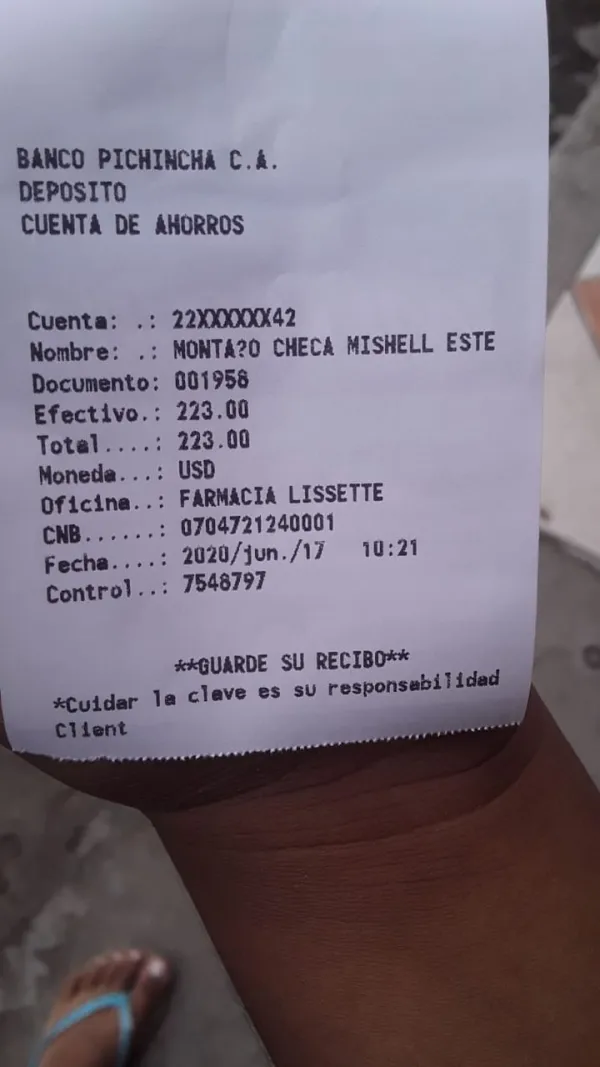 BANCO PICHINCHA C.A.
DEPOSITO
CUENTA DE AHORROS
Cuenta: .: 22XXXXXX42
Nombre: .: MONTA?O CHECA MISHELL ESTE
Documento: 001958
Efectivo.: 223.00
Total....: 223.00
Moneda...: USD
Oficina..: FARMACIA LISSETTE
CNB......: 0704721240001
Fecha....: 2020/jun./17 10:21
Control..: 7548797
**GUARDE SU RECIBO**
*Cuidar la clave es su responsabilidad
Client